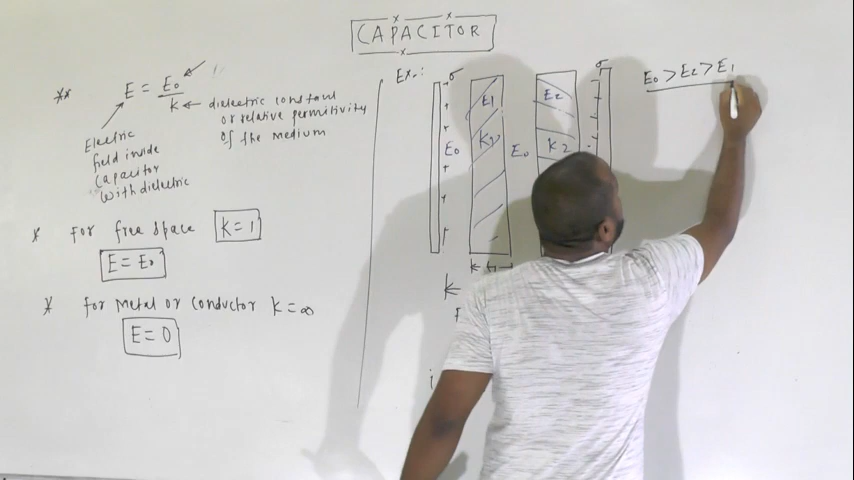 CAPACITOR
** E = E0/K ← dielectric constant
or relative permittivity
of the medium
Electric
field inside
Capacitor
with dielectric
* for free space K=1
E = E0
* for metal or conductor K=∞
E=0
Ex.:
σ σ
E0 E1 K1 E0 E2 K2
E0 > E2 > E1